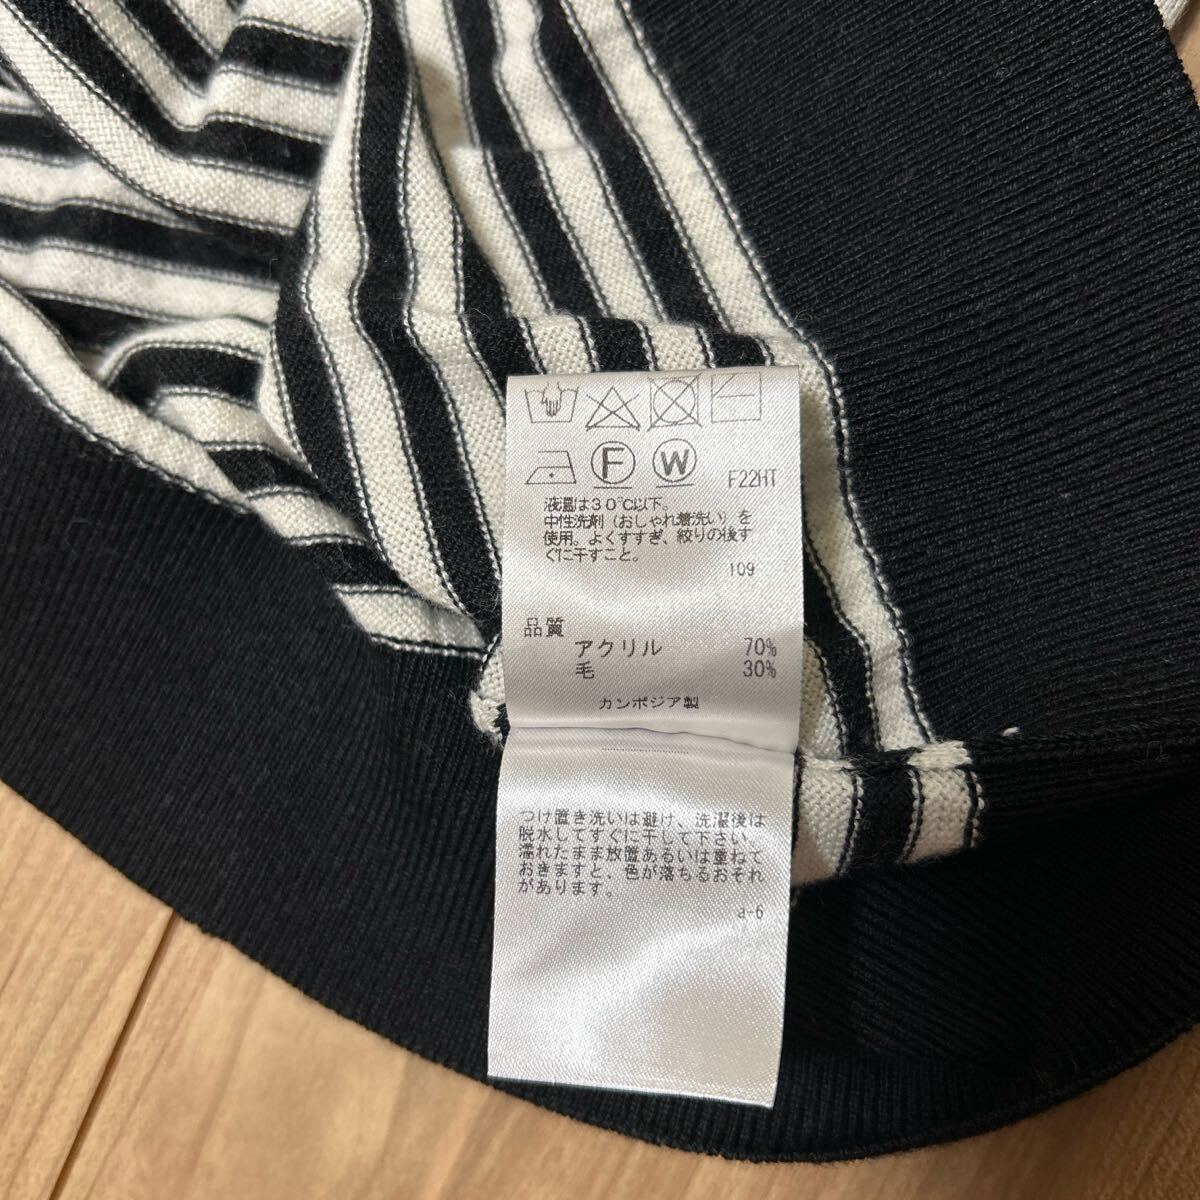 F W F22HT
液温は30℃以下。
中性洗剤（おしゃれ着洗い）を
使用。よくすすぎ、絞りの後す
ぐに干すこと。
109
品質
アクリル 70%
毛 30%
カンボジア製
つけ置き洗いは避け、洗濯後は
脱水してすぐに干して下さい。
濡れたまま放置あるいは重ねて
おきますと、色が落ちるおそれ
があります。
a-6